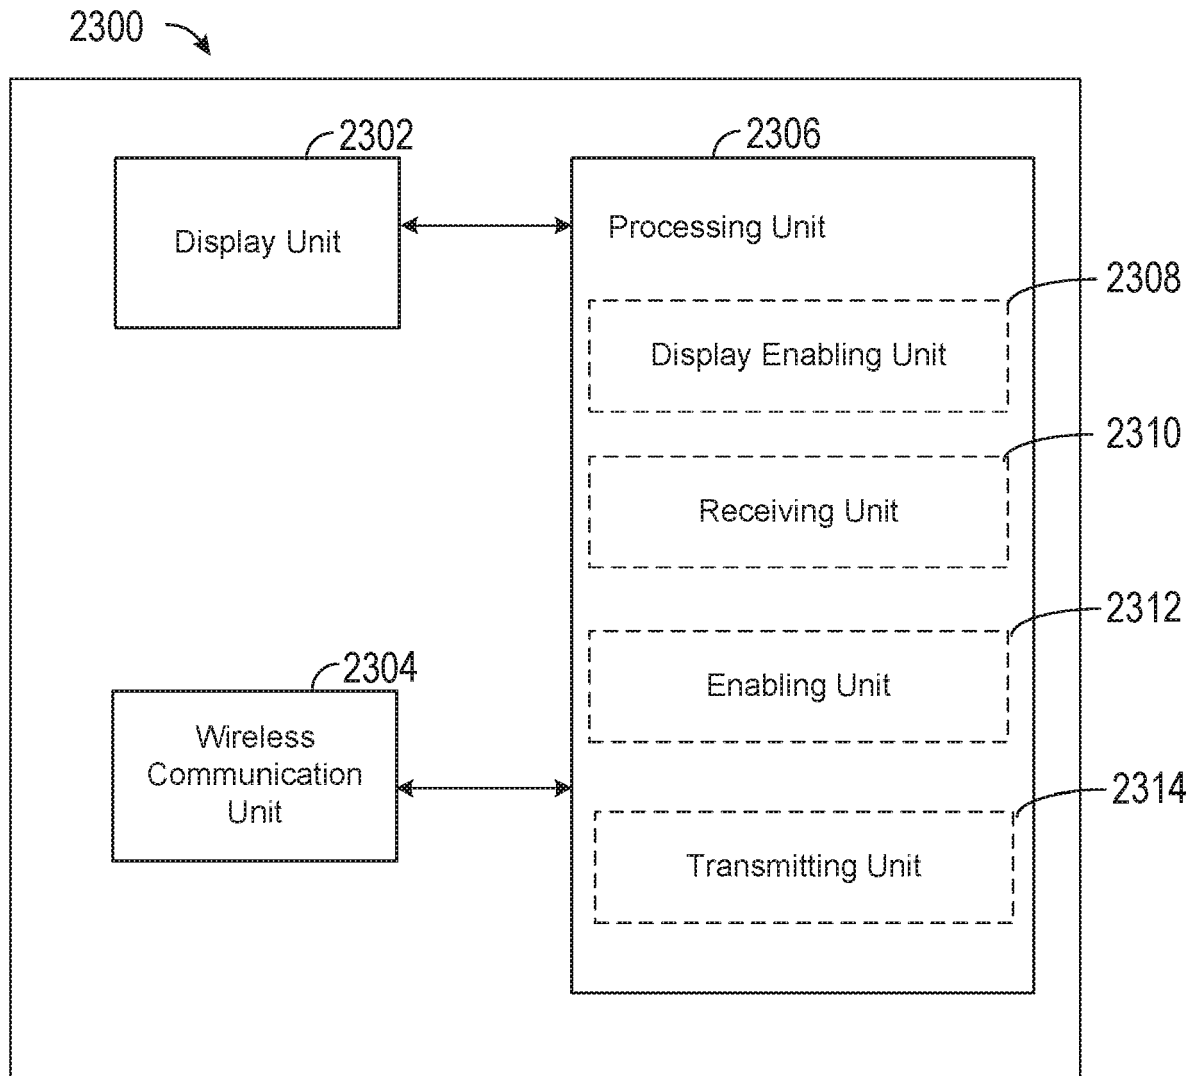 2300
2302
Display Unit
2306
Processing Unit
2308
Display Enabling Unit
2310
Receiving Unit
2312
Enabling Unit
2304
Wireless
Communication
Unit
2314
Transmitting Unit